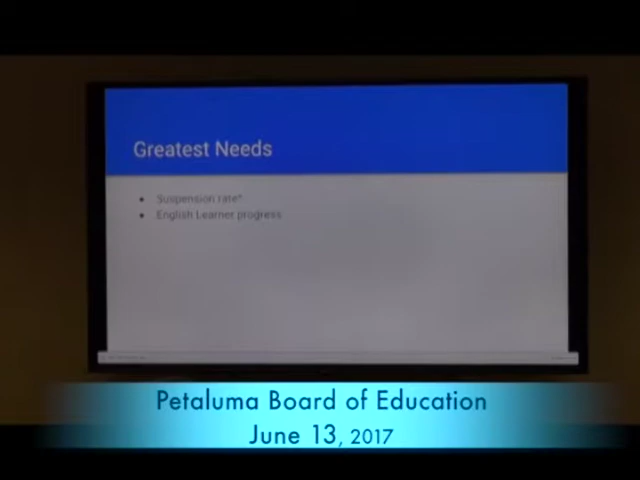 Greatest Needs
• Suspension rate*
• English Learner progress
Petaluma Board of Education
June 13, 2017